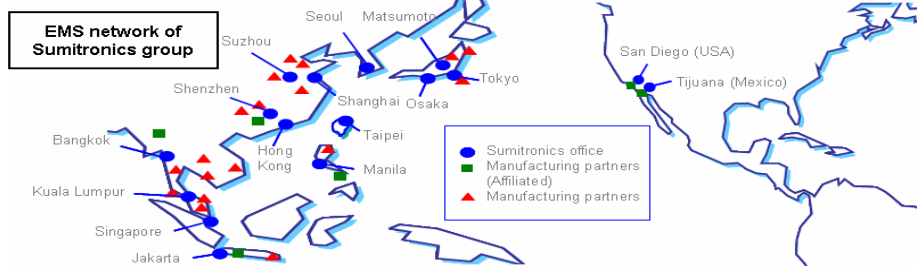 EMS network of
Sumitronics group
Seoul
Matsumoto
Suzhou
San Diego (USA)
Tokyo
Tijuana (Mexico)
Shenzhen
Shanghai
Osaka
Bangkok
Hong
Kong
Taipei
Sumitronics office
Manufacturing partners
(Affiliated)
Manufacturing partners
Manila
Kuala Lumpur
Singapore
Jakarta